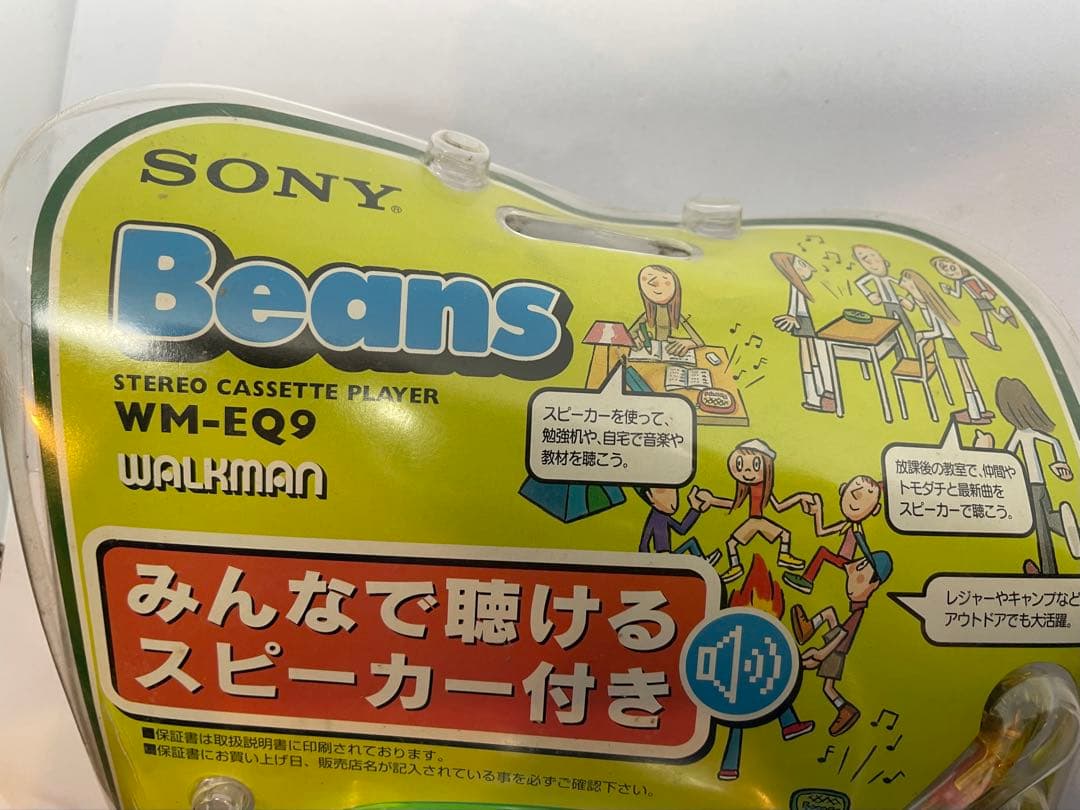 SONY®
Beans
STEREO CASSETTE PLAYER
WM-EQ9
WALKMAN
スピーカーを使って、
勉強机や、自宅で音楽や
教材を聴こう。
放課後の教室で、仲間や
トモダチと最新曲を
スピーカーで聴こう。
レジャーやキャンプなど
アウトドアでも大活躍。
みんなで聴ける
スピーカー付き
■保証書は取扱説明書に印刷されております。
■保証書にお買い上げ日、販売店名が記入されている事を必ずご確認下さい。
Beans